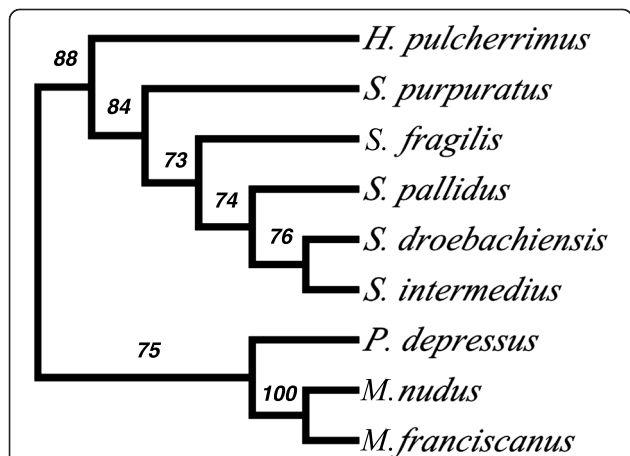 H. pulcherrimus
88
S. purpuratus
84
S. fragilis
73
S. pallidus
74
S. droebachiensis
76
S. intermedius
P. depressus
75
M. nudus
100
M. franciscanus